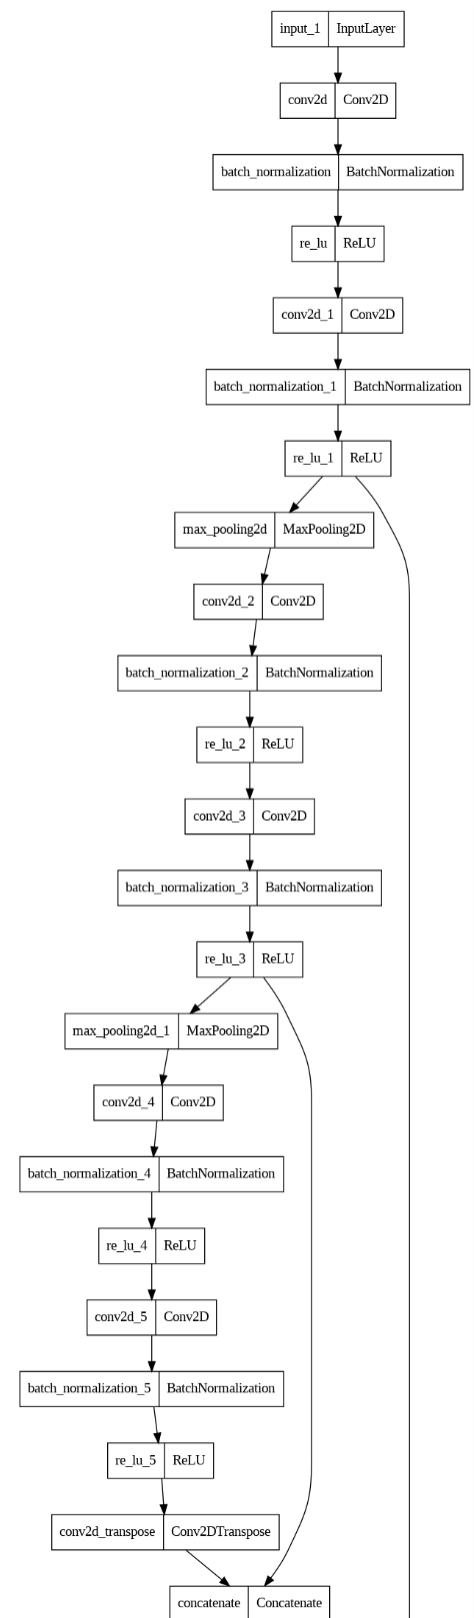 input_1 InputLayer
conv2d Conv2D
batch_normalization BatchNormalization
re_lu ReLU
conv2d_1 Conv2D
batch_normalization_1 BatchNormalization
re_lu_1 ReLU
max_pooling2d MaxPooling2D
conv2d_2 Conv2D
batch_normalization_2 BatchNormalization
re_lu_2 ReLU
conv2d_3 Conv2D
batch_normalization_3 BatchNormalization
re_lu_3 ReLU
max_pooling2d_1 MaxPooling2D
conv2d_4 Conv2D
batch_normalization_4 BatchNormalization
re_lu_4 ReLU
conv2d_5 Conv2D
batch_normalization_5 BatchNormalization
re_lu_5 ReLU
conv2d_transpose Conv2DTranspose
concatenate Concatenate